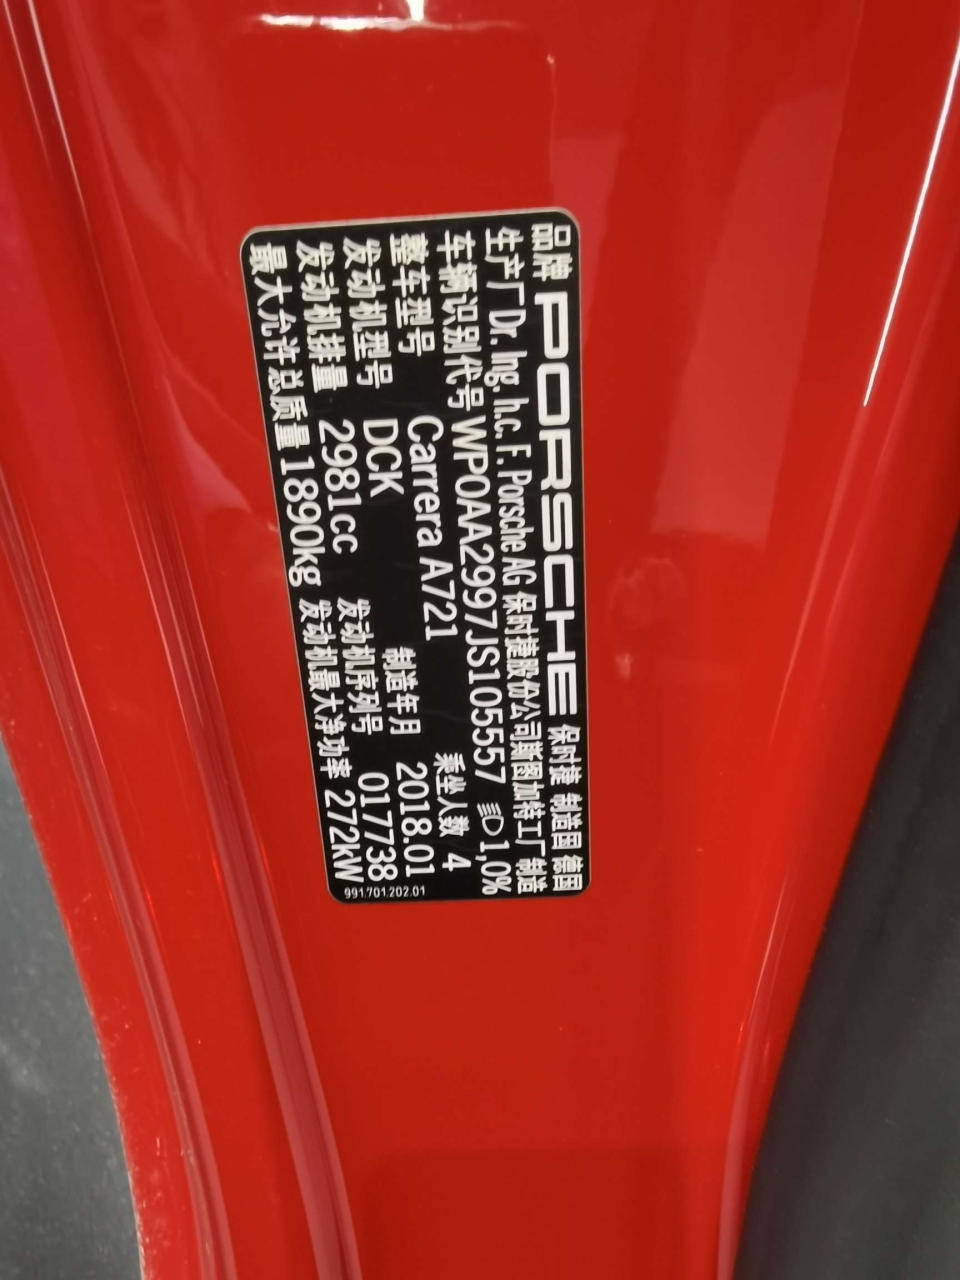 品牌 PORSCHE 保时捷 制造国 德国
生产厂 Dr. Ing. h.c. F. Porsche AG 保时捷股份公司斯图加特工厂制造
车辆识别代号 WP0AA2997JS105557 1,0%
整车型号 Carrera A721 乘坐人数 4
发动机型号 DCK 制造年月 2018.01
发动机排量 2981cc 发动机序列号 017738
最大允许总质量 1890kg 发动机最大净功率 272kW
991.701.202.01